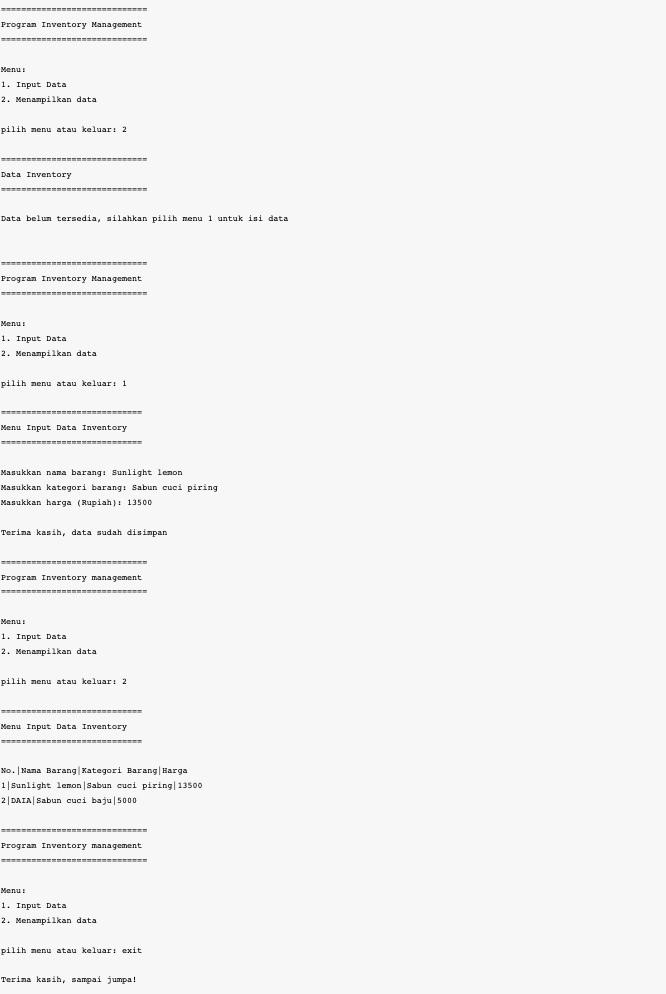 =============================
Program Inventory Management
=============================
Menu:
1. Input Data
2. Menampilkan data
pilih menu atau keluar: 2
=============================
Data Inventory
=============================
Data belum tersedia, silahkan pilih menu 1 untuk isi data
=============================
Program Inventory Management
=============================
Menu:
1. Input Data
2. Menampilkan data
pilih menu atau keluar: 1
============================
Menu Input Data Inventory
============================
Masukkan nama barang: Sunlight lemon
Masukkan kategori barang: Sabun cuci piring
Masukkan harga (Rupiah): 13500
Terima kasih, data sudah disimpan
=============================
Program Inventory management
=============================
Menu:
1. Input Data
2. Menampilkan data
pilih menu atau keluar: 2
============================
Menu Input Data Inventory
============================
No.|Nama Barang|Kategori Barang|Harga
1|Sunlight lemon|Sabun cuci piring|13500
2|DAIA|Sabun cuci baju|5000
=============================
Program Inventory management
=============================
Menu:
1. Input Data
2. Menampilkan data
pilih menu atau keluar: exit
Terima kasih, sampai jumpa!